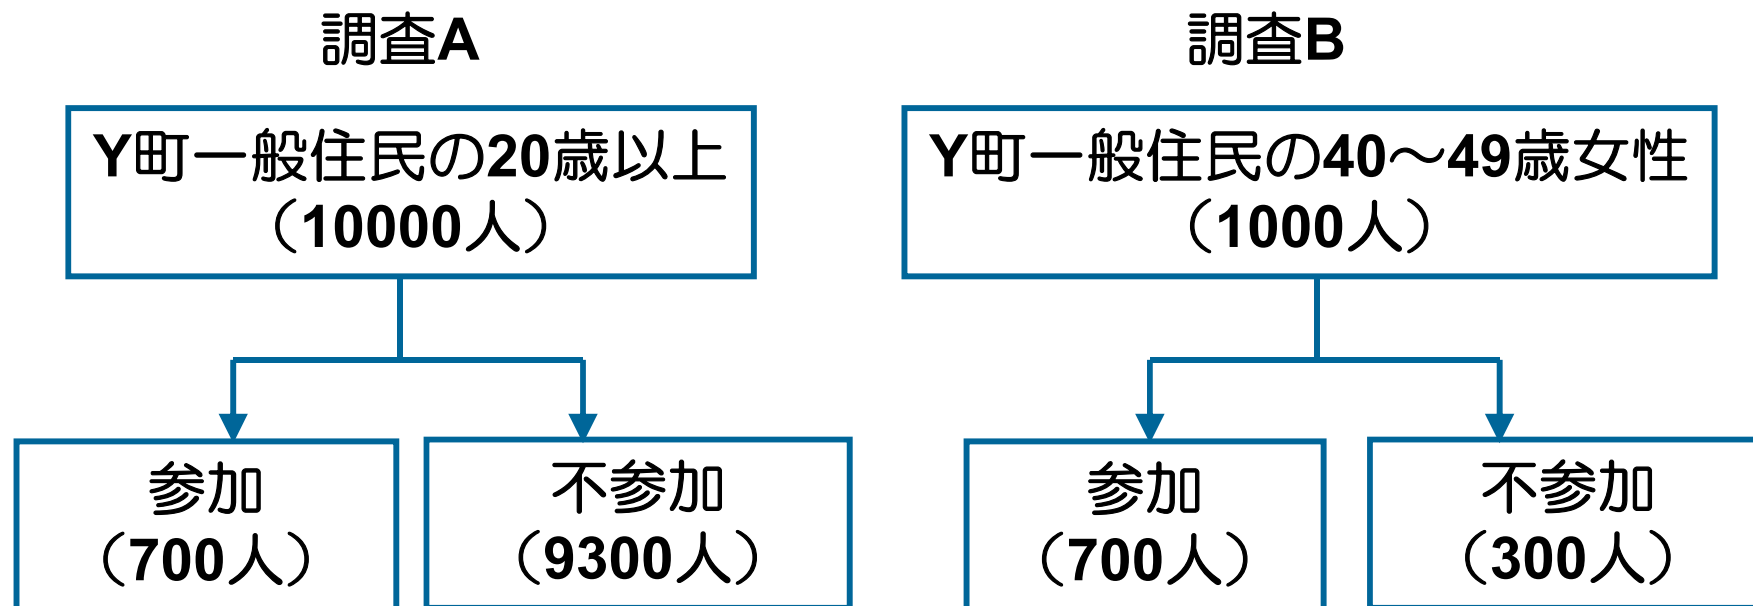 調査A
Y町一般住民の20歳以上
（10000人）
参加
（700人）
不参加
（9300人）
調査B
Y町一般住民の40～49歳女性
（1000人）
参加
（700人）
不参加
（300人）